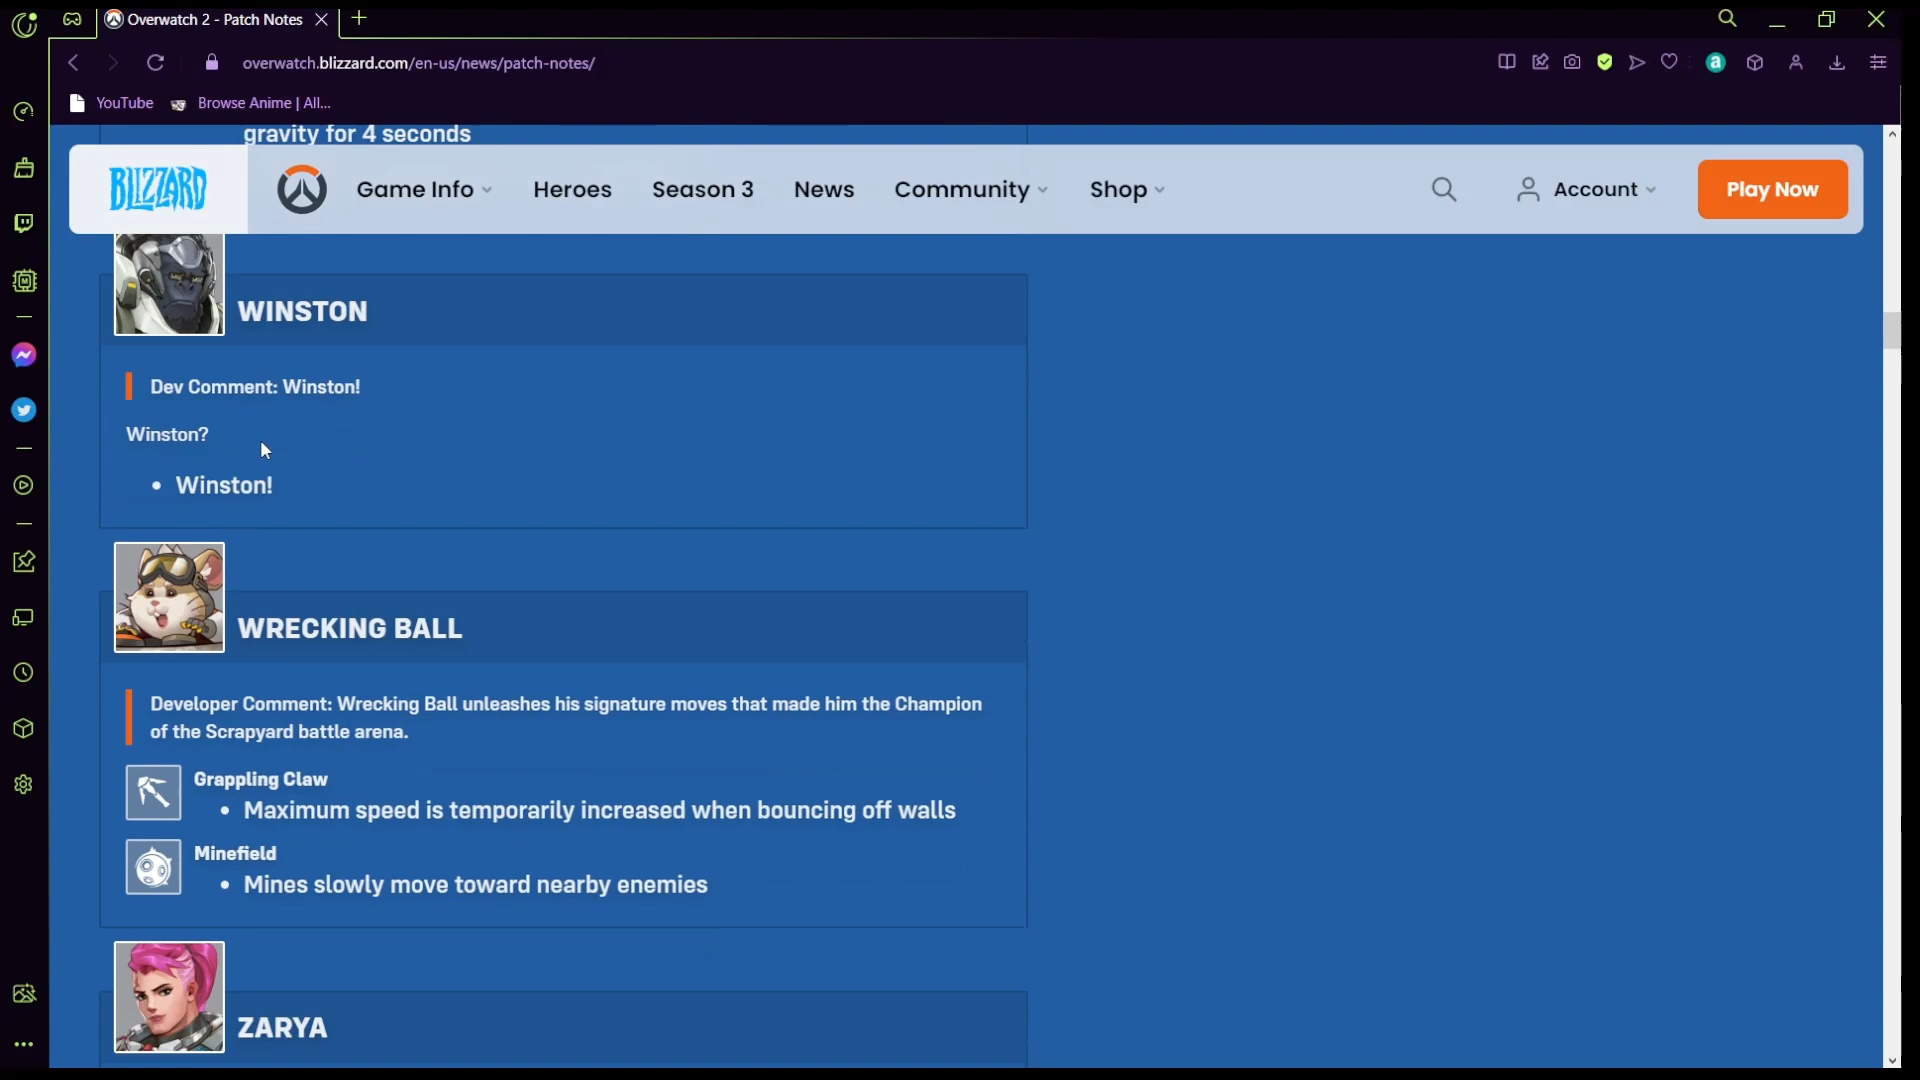 Overwatch 2 - Patch Notes
overwatch.blizzard.com/en-us/news/patch-notes/
YouTube
Browse Anime | All...
gravity for 4 seconds
BLIZZARD
Game Info
Heroes
Season 3
News
Community
Shop
Account
Play Now
WINSTON
Dev Comment: Winston!
Winston?
• Winston!
WRECKING BALL
Developer Comment: Wrecking Ball unleashes his signature moves that made him the Champion
of the Scrapyard battle arena.
Grappling Claw
• Maximum speed is temporarily increased when bouncing off walls
Minefield
• Mines slowly move toward nearby enemies
ZARYA